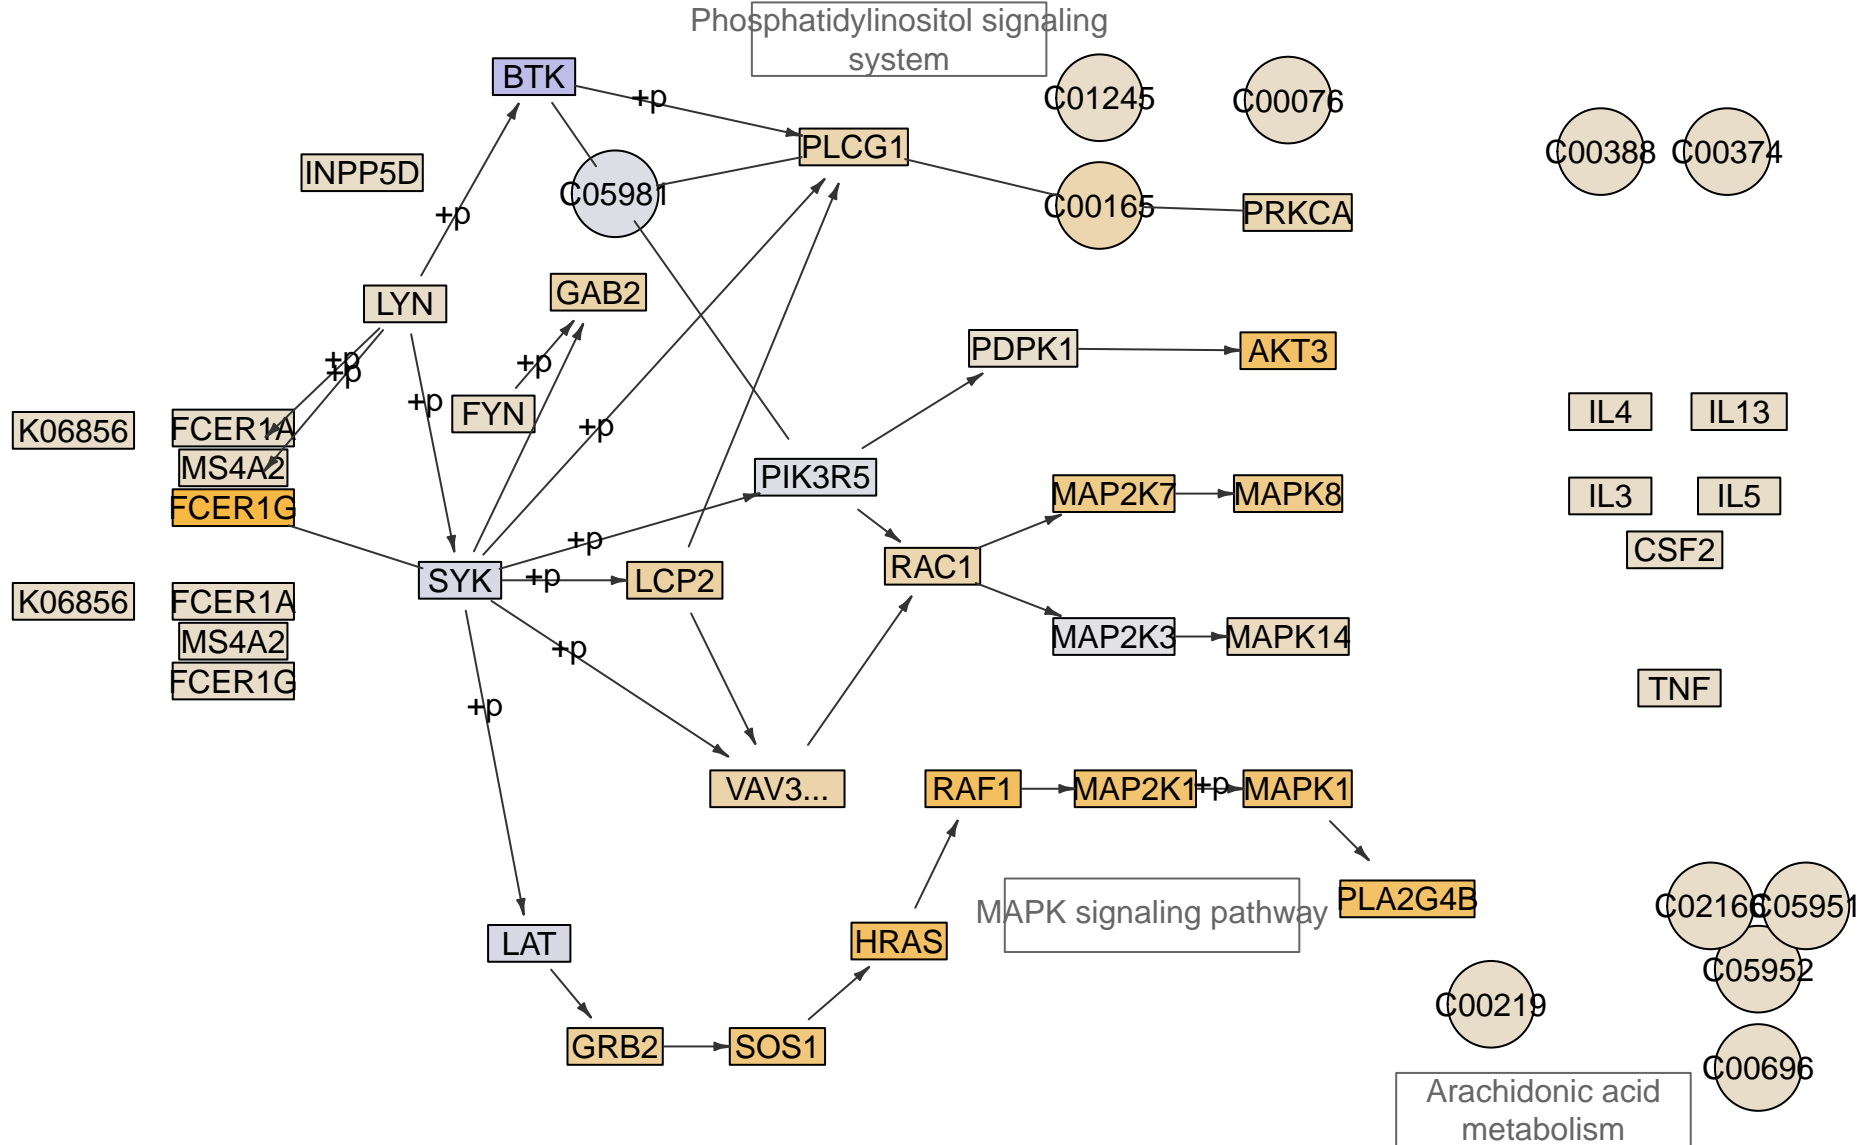 Phosphatidylinositol signaling
system
BTK
+p
C01245
C00076
PLCG1
C00388
C00374
INPP5D
C05981
C00165
PRKCA
+p
LYN
GAB2
PDPK1
AKT3
+p
+p
+p
+p
FYN
+p
IL4
IL13
K06856
FCER1A
MS4A2
FCER1G
PIK3R5
MAP2K7
MAPK8
IL3
IL5
+p
CSF2
SYK
+p
LCP2
RAC1
K06856
FCER1A
MS4A2
FCER1G
+p
MAP2K3
MAPK14
TNF
+p
VAV3...
RAF1
MAP2K1
+p
MAPK1
PLA2G4B
MAPK signaling pathway
C02166
C05951
LAT
HRAS
C05952
C00219
GRB2
SOS1
C00696
Arachidonic acid
metabolism